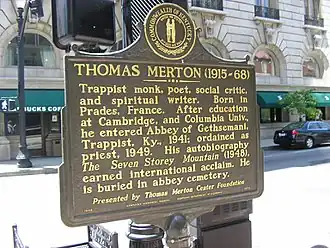 COMMONWEALTH OF KENTUCKY
THOMAS MERTON (1915-68)
Trappist monk, poet, social critic,
and spiritual writer. Born in
Prades, France. After education
at Cambridge, and Columbia Univ.,
he entered Abbey of Gethsemani,
Trappist, Ky., 1941; ordained as
priest, 1949. His autobiography
The Seven Storey Mountain (1948),
earned international acclaim. He
is buried in abbey cemetery.
Presented by Thomas Merton Center Foundation
BUCKS COFF